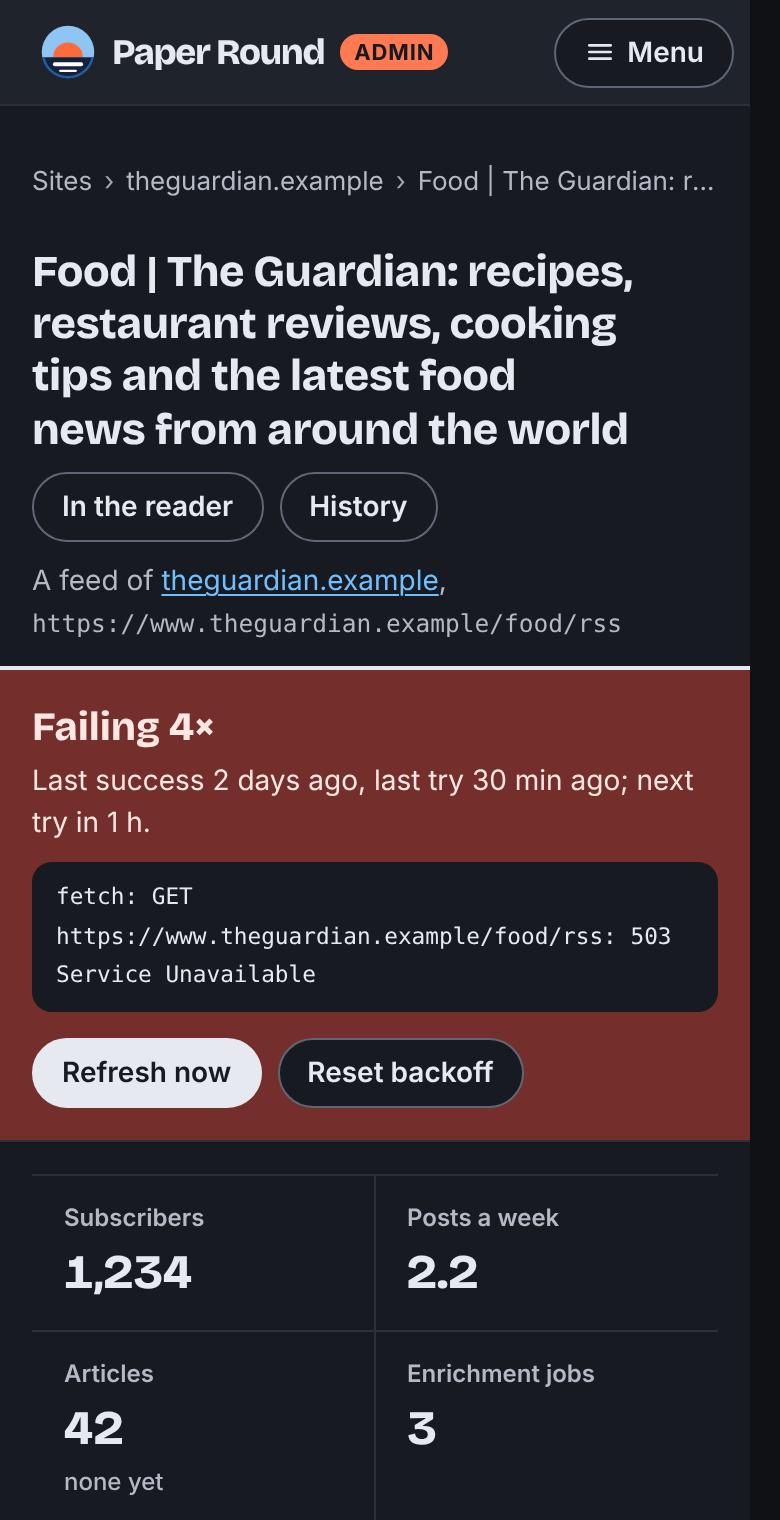 Paper Round ADMIN Menu
Sites › theguardian.example › Food | The Guardian: r…
Food | The Guardian: recipes,
restaurant reviews, cooking
tips and the latest food
news from around the world
In the reader History
A feed of theguardian.example,
https://www.theguardian.example/food/rss
Failing 4×
Last success 2 days ago, last try 30 min ago; next
try in 1 h.
fetch: GET
https://www.theguardian.example/food/rss: 503
Service Unavailable
Refresh now Reset backoff
Subscribers Posts a week
1,234 2.2
Articles Enrichment jobs
42 3
none yet